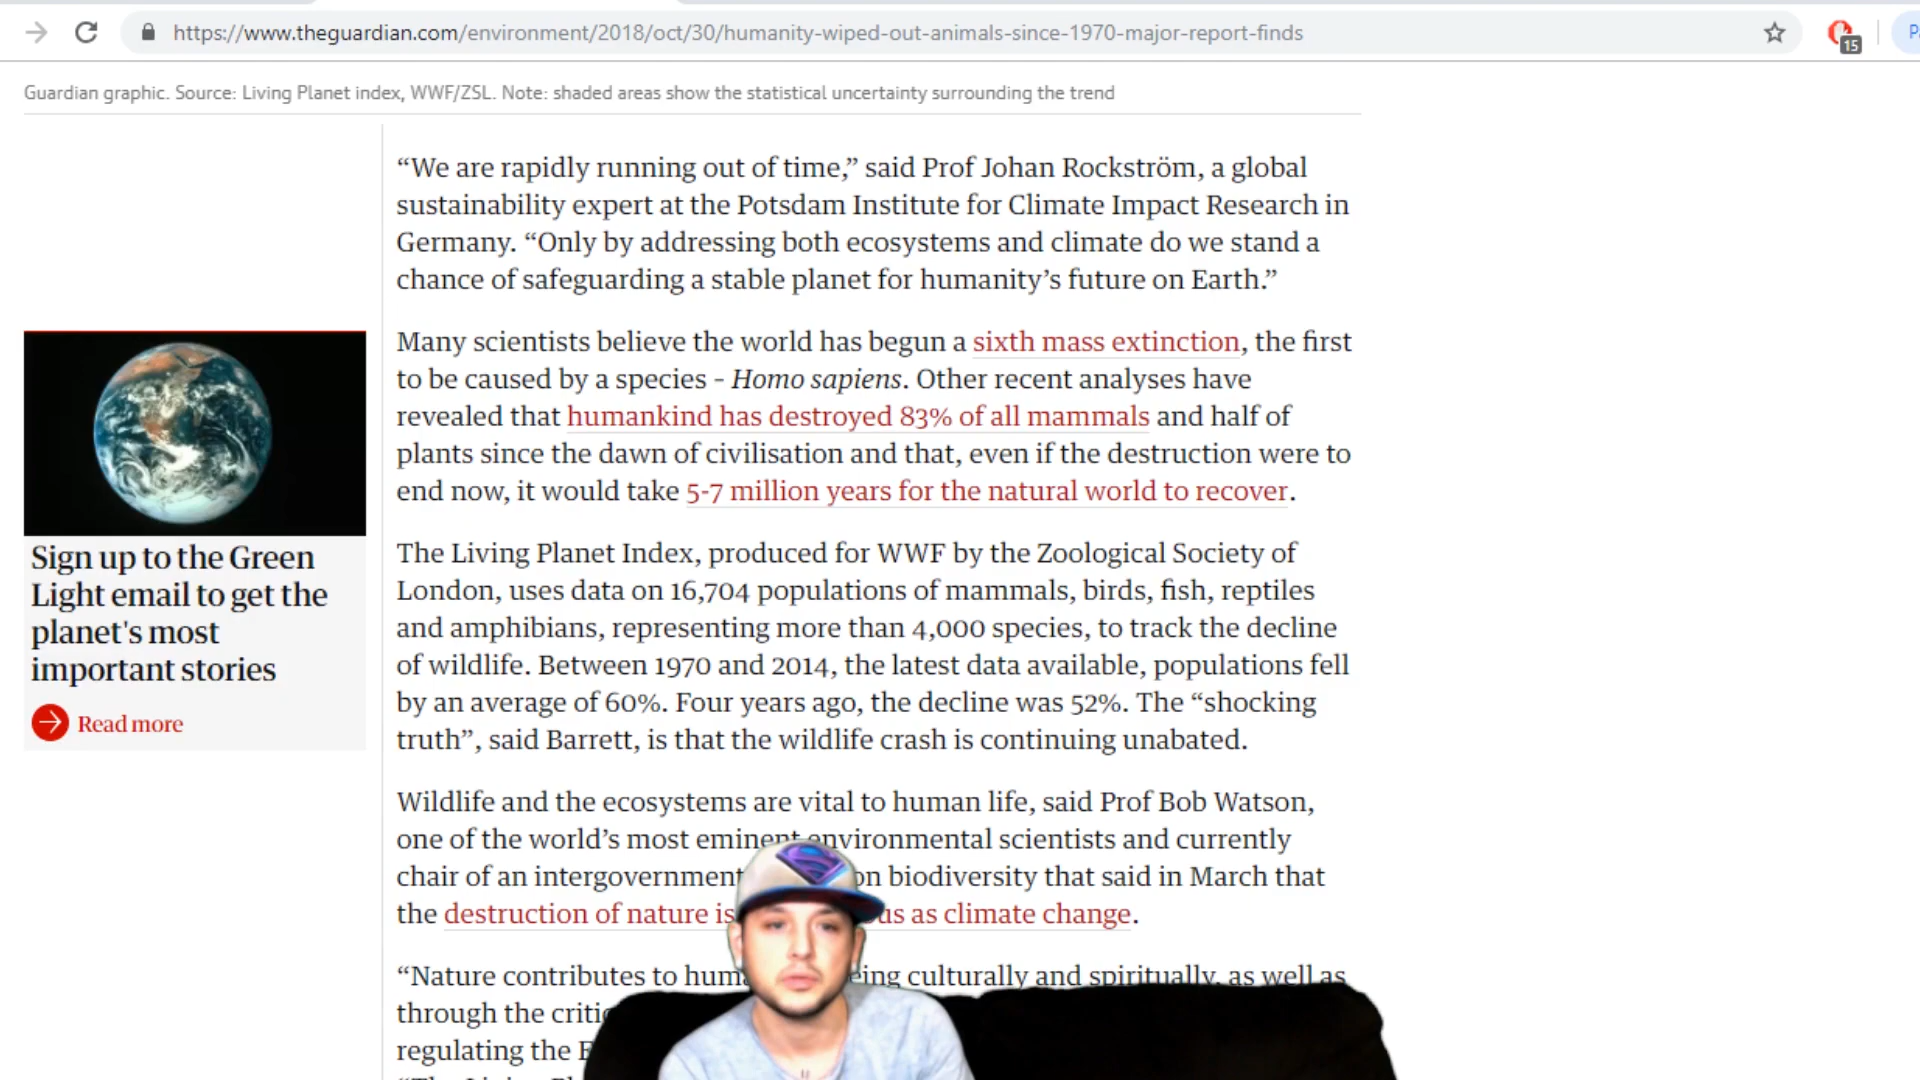 https://www.theguardian.com/environment/2018/oct/30/humanity-wiped-out-animals-since-1970-major-report-finds
15
Guardian graphic. Source: Living Planet index, WWF/ZSL. Note: shaded areas show the statistical uncertainty surrounding the trend
“We are rapidly running out of time,” said Prof Johan Rockström, a global
sustainability expert at the Potsdam Institute for Climate Impact Research in
Germany. “Only by addressing both ecosystems and climate do we stand a
chance of safeguarding a stable planet for humanity’s future on Earth.”
Many scientists believe the world has begun a sixth mass extinction, the first
to be caused by a species - Homo sapiens. Other recent analyses have
revealed that humankind has destroyed 83% of all mammals and half of
plants since the dawn of civilisation and that, even if the destruction were to
end now, it would take 5-7 million years for the natural world to recover.
Sign up to the Green
Light email to get the
planet's most
important stories
Read more
The Living Planet Index, produced for WWF by the Zoological Society of
London, uses data on 16,704 populations of mammals, birds, fish, reptiles
and amphibians, representing more than 4,000 species, to track the decline
of wildlife. Between 1970 and 2014, the latest data available, populations fell
by an average of 60%. Four years ago, the decline was 52%. The “shocking
truth”, said Barrett, is that the wildlife crash is continuing unabated.
Wildlife and the ecosystems are vital to human life, said Prof Bob Watson,
one of the world’s most eminent environmental scientists and currently
chair of an on biodiversity that said in March that
the destruction of nature is as climate change.
“Nature contributes to culturally and spiritually, as well as
through the
regulating the